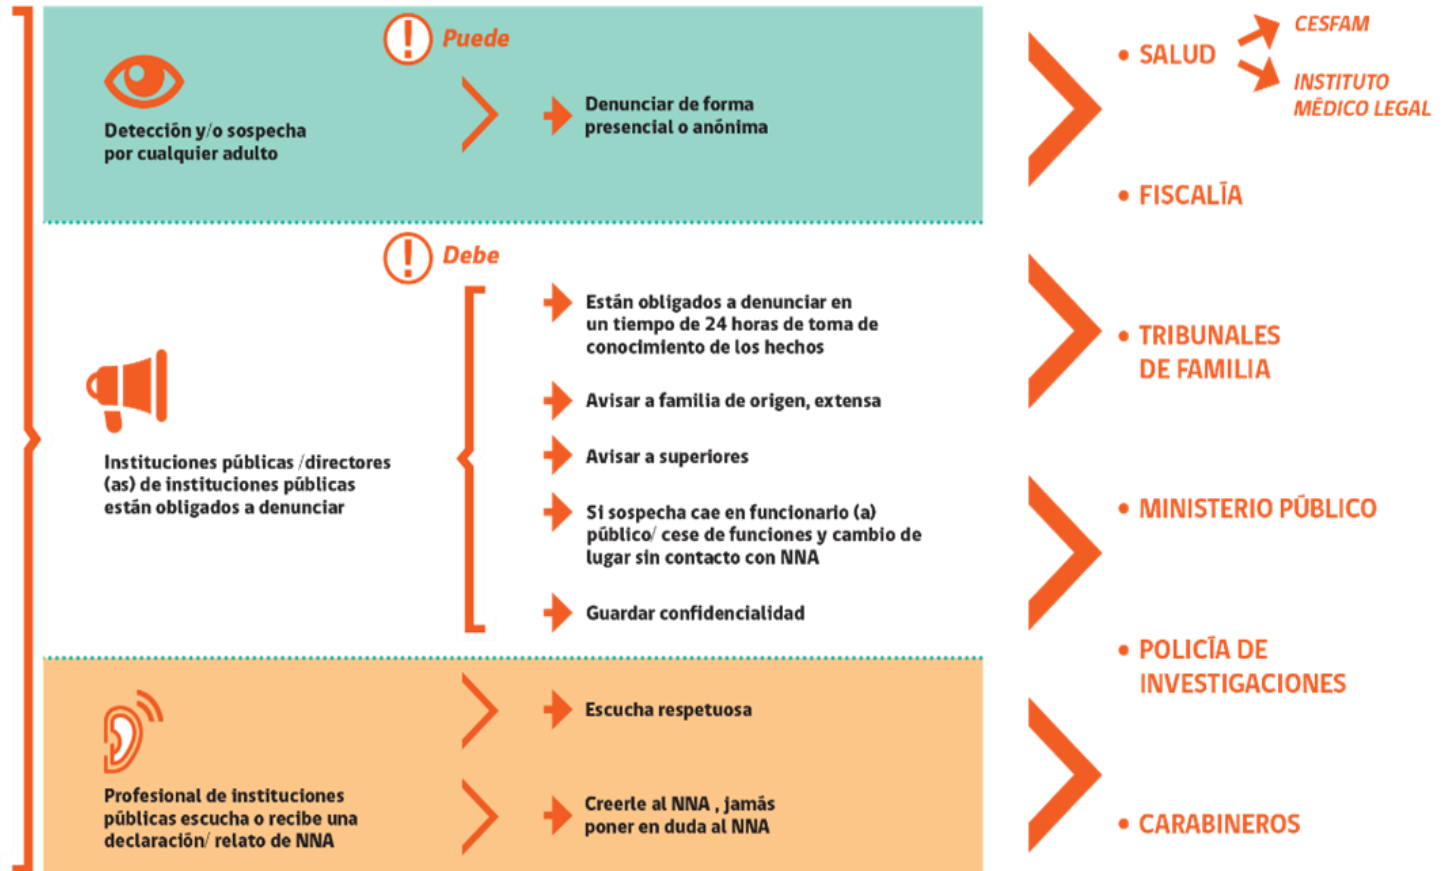 Puede
Detección y/o sospecha
por cualquier adulto
Denunciar de forma
presencial o anónima
Debe
Instituciones públicas /directores
(as) de instituciones públicas
están obligados a denunciar
Están obligados a denunciar en
un tiempo de 24 horas de toma de
conocimiento de los hechos
Avisar a familia de origen, extensa
Avisar a superiores
Si sospecha cae en funcionario (a)
público/ cese de funciones y cambio de
lugar sin contacto con NNA
Guardar confidencialidad
Profesional de instituciones
públicas escucha o recibe una
declaración/ relato de NNA
Escucha respetuosa
Creerle al NNA , jamás
poner en duda al NNA
• SALUD
CESFAM
INSTITUTO
MÉDICO LEGAL
• FISCALÍA
• TRIBUNALES
DE FAMILIA
• MINISTERIO PÚBLICO
• POLICÍA DE
INVESTIGACIONES
• CARABINEROS